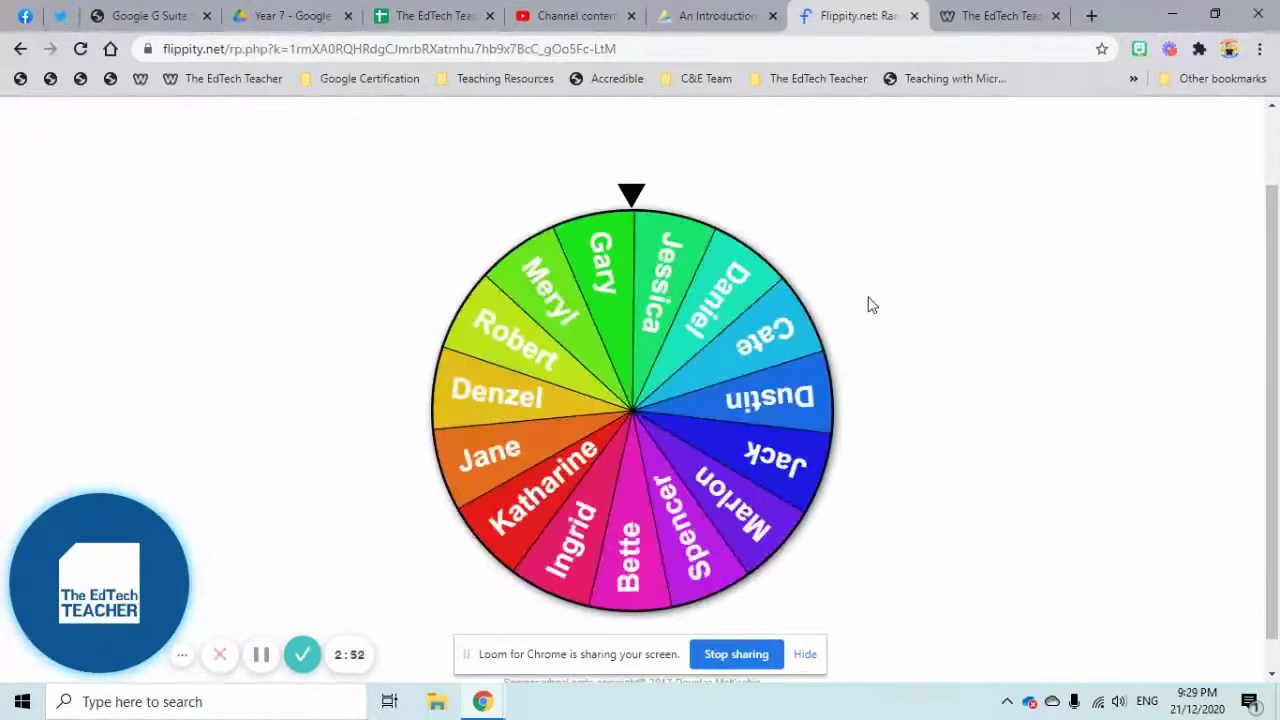 Google G Suite
Year 7 - Google
The EdTech Tea
Channel conten
An Introduction
Flippity.net: Ra
The EdTech Tea
flippity.net/rp.php?k=1rmXA0RQHRdgCJmrbRXatmhu7hb9x7BcC_gOo5Fc-LtM
The EdTech Teacher
Google Certification
Teaching Resources
Accredible
C&E Team
The EdTech Teacher
Teaching with Micr...
»
Other bookmarks
Gary
Jessica
Daniel
Cate
Dustin
Jack
Marlon
Spencer
Bette
Ingrid
Katharine
Jane
Denzel
Robert
Meryl
The EdTech
TEACHER
2:52
Loom for Chrome is sharing your screen.
Stop sharing
Hide
Type here to search
ENG
9:29 PM
21/12/2020
1